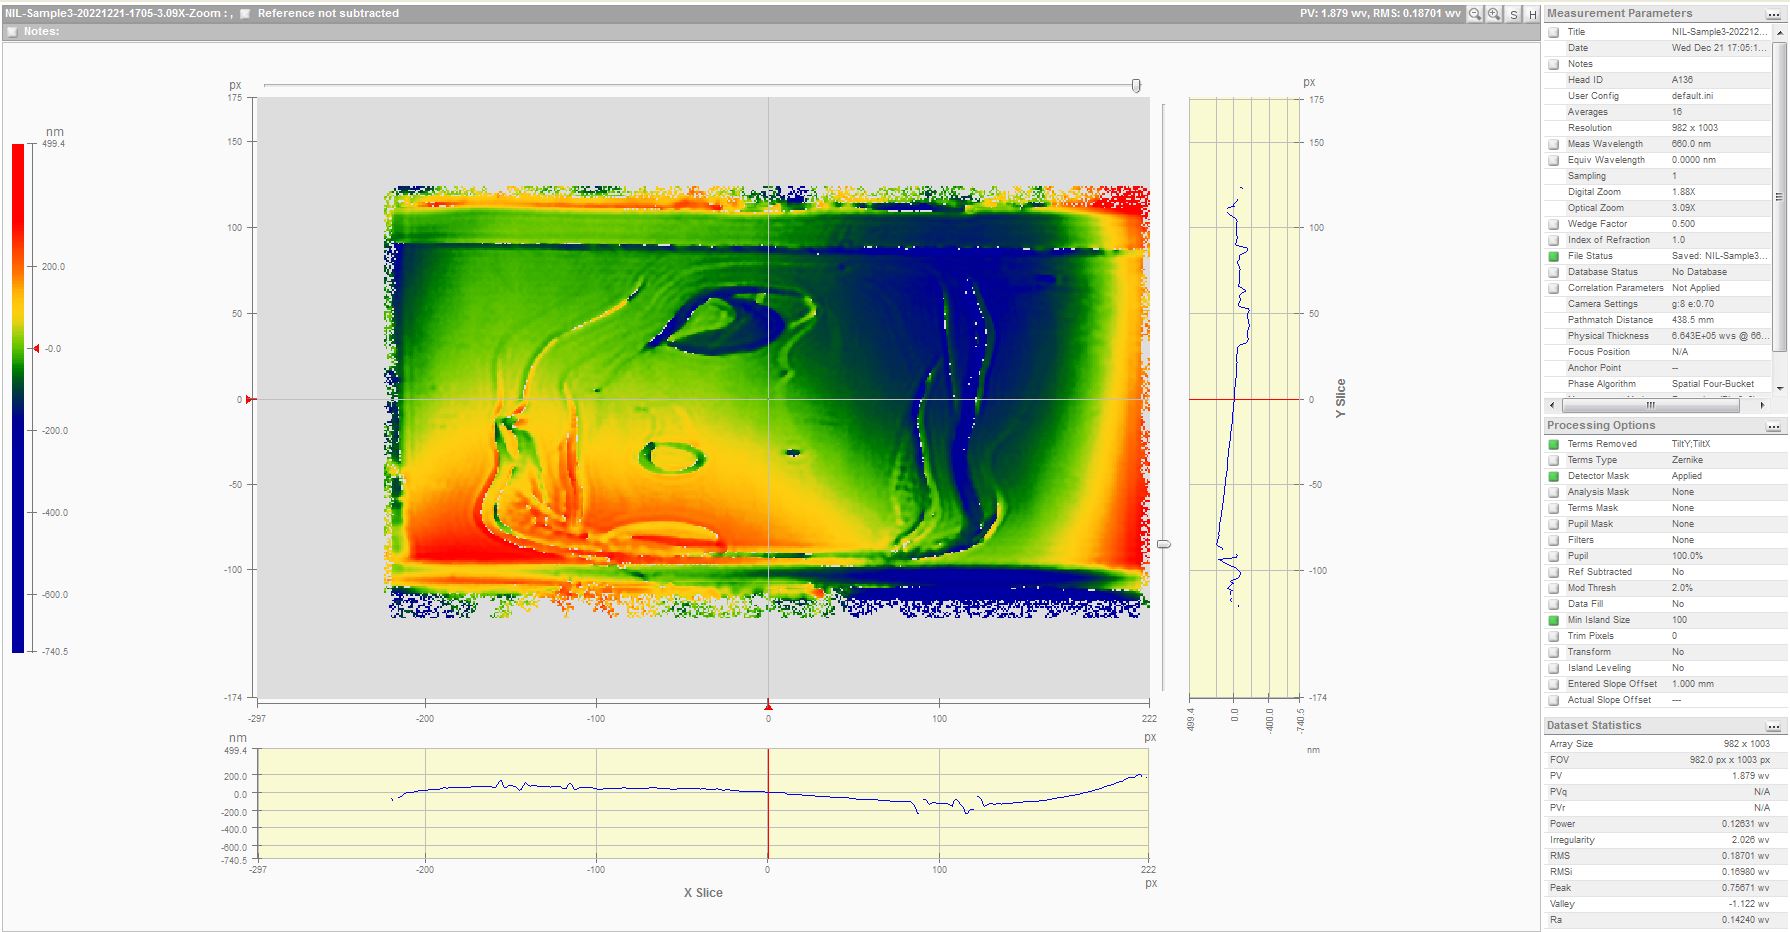 NIL-Sample3-20221221-1705-3.09X-Zoom : , Reference not subtracted PV: 1.879 wv, RMS: 0.18701 wv S H
Notes:
nm
499.4
200.0
-0.0
-200.0
-400.0
-600.0
-740.5
px
175
150
100
50
0
-50
-100
-174
-297 -200 -100 0 100 222
px
px
175
150
100
50
0
-50
-100
-174
Y Slice
499.4 0.0 -400.0 -740.5
nm
nm
499.4
200.0
0.0
-200.0
-400.0
-600.0
-740.5
-297 -200 -100 0 100 222
px
X Slice
Measurement Parameters ...
Title NIL-Sample3-202212...
Date Wed Dec 21 17:05:1...
Notes
Head ID A136
User Config default.ini
Averages 16
Resolution 982 x 1003
Meas Wavelength 660.0 nm
Equiv Wavelength 0.0000 nm
Sampling 1
Digital Zoom 1.88X
Optical Zoom 3.09X
Wedge Factor 0.500
Index of Refraction 1.0
File Status Saved: NIL-Sample3...
Database Status No Database
Correlation Parameters Not Applied
Camera Settings g:8 e:0.70
Pathmatch Distance 438.5 mm
Physical Thickness 6.643E+05 wvs @ 66...
Focus Position N/A
Anchor Point --
Phase Algorithm Spatial Four-Bucket
Processing Options ...
Terms Removed TiltY;TiltX
Terms Type Zernike
Detector Mask Applied
Analysis Mask None
Terms Mask None
Pupil Mask None
Filters None
Pupil 100.0%
Ref Subtracted No
Mod Thresh 2.0%
Data Fill No
Min Island Size 100
Trim Pixels 0
Transform No
Island Leveling No
Entered Slope Offset 1.000 mm
Actual Slope Offset ---
Dataset Statistics ...
Array Size 982 x 1003
FOV 982.0 px x 1003 px
PV 1.879 wv
PVq N/A
PVr N/A
Power 0.12631 wv
Irregularity 2.026 wv
RMS 0.18701 wv
RMSi 0.16980 wv
Peak 0.75671 wv
Valley -1.122 wv
Ra 0.14240 wv